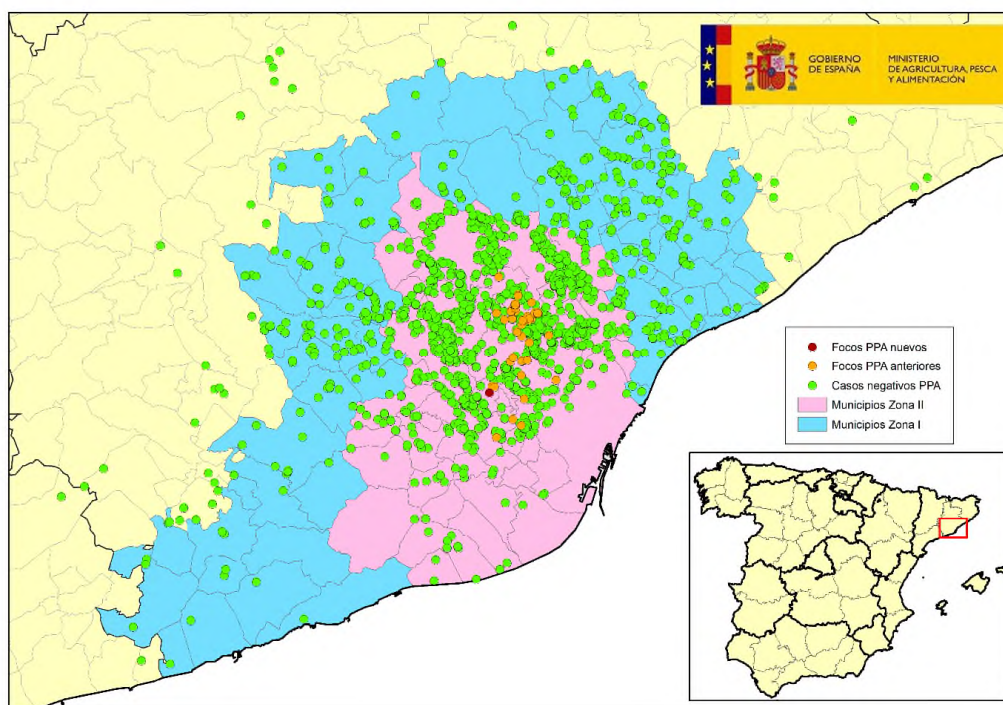 GOBIERNO
DE ESPAÑA
MINISTERIO
DE AGRICULTURA, PESCA
Y ALIMENTACIÓN
Focos PPA nuevos
Focos PPA anteriores
Casos negativos PPA
Municipios Zona II
Municipios Zona I